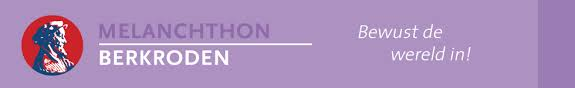 MELANCHTHON
BERKRODEN
Bewust de
wereld in!